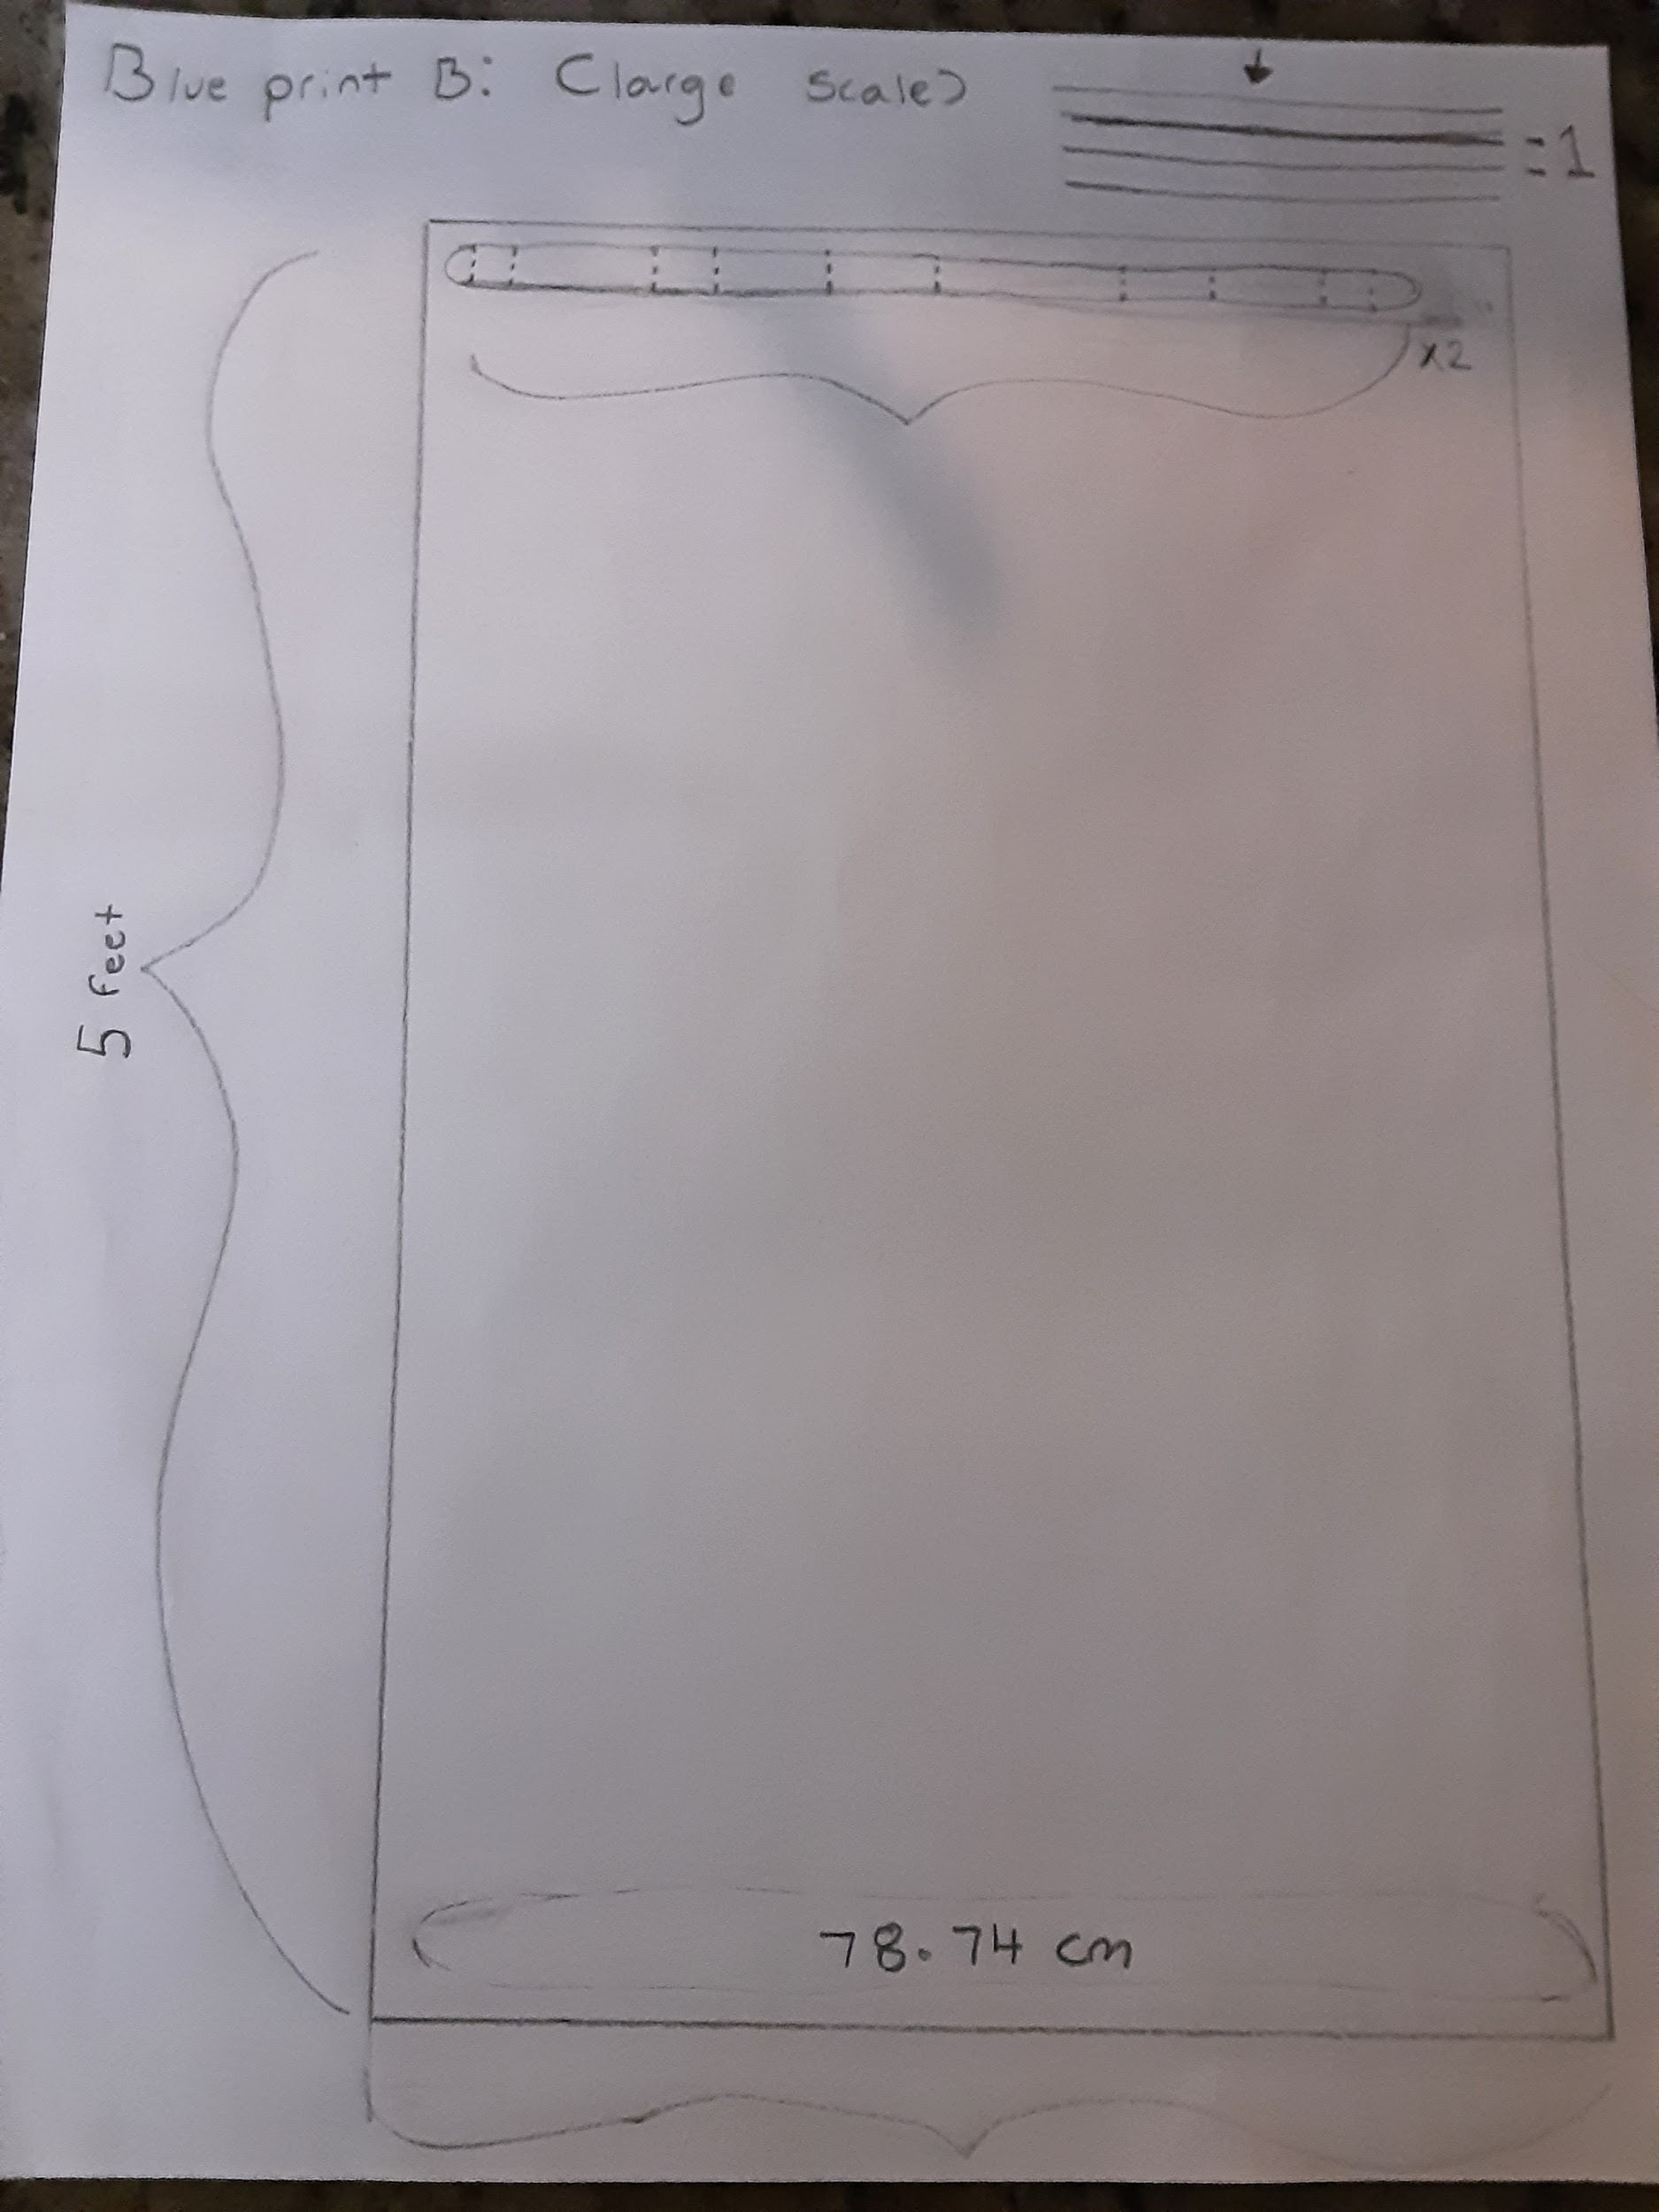 Blue print B: (large scale)
=1
x2
5 feet
78.74 cm